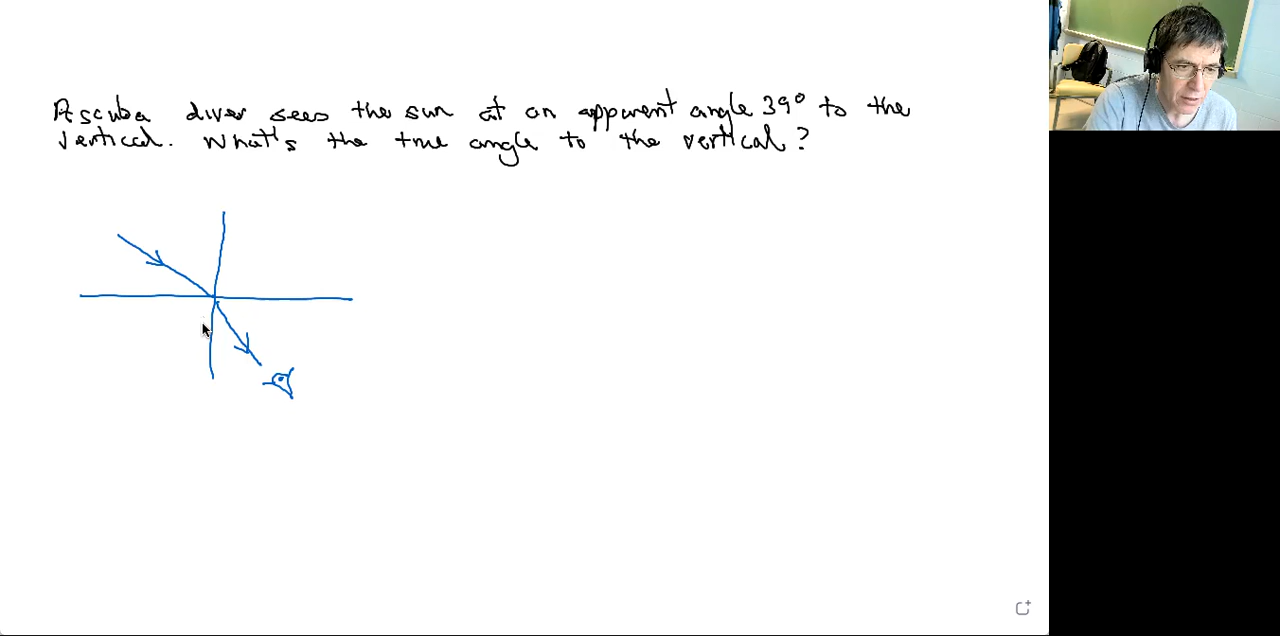 A scuba diver sees the sun at an apparent angle 39° to the
vertical. What's the true angle to the vertical?